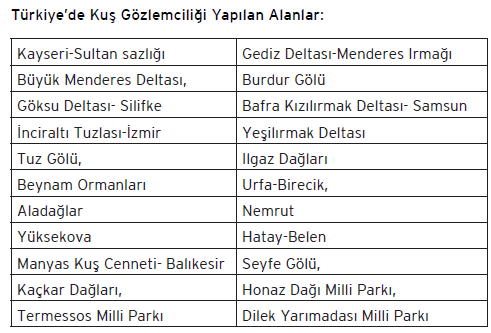 Türkiye'de Kuş Gözlemciliği Yapılan Alanlar:
Kayseri-Sultan sazlığı Gediz Deltası-Menderes Irmağı
Büyük Menderes Deltası, Burdur Gölü
Göksu Deltası- Silifke Bafra Kızılırmak Deltası- Samsun
İnciraltı Tuzlası-İzmir Yeşilırmak Deltası
Tuz Gölü, Ilgaz Dağları
Beynam Ormanları Urfa-Birecik,
Aladağlar Nemrut
Yüksekova Hatay-Belen
Manyas Kuş Cenneti- Balıkesir Seyfe Gölü,
Kaçkar Dağları, Honaz Dağı Milli Parkı,
Termessos Milli Parkı Dilek Yarımadası Milli Parkı